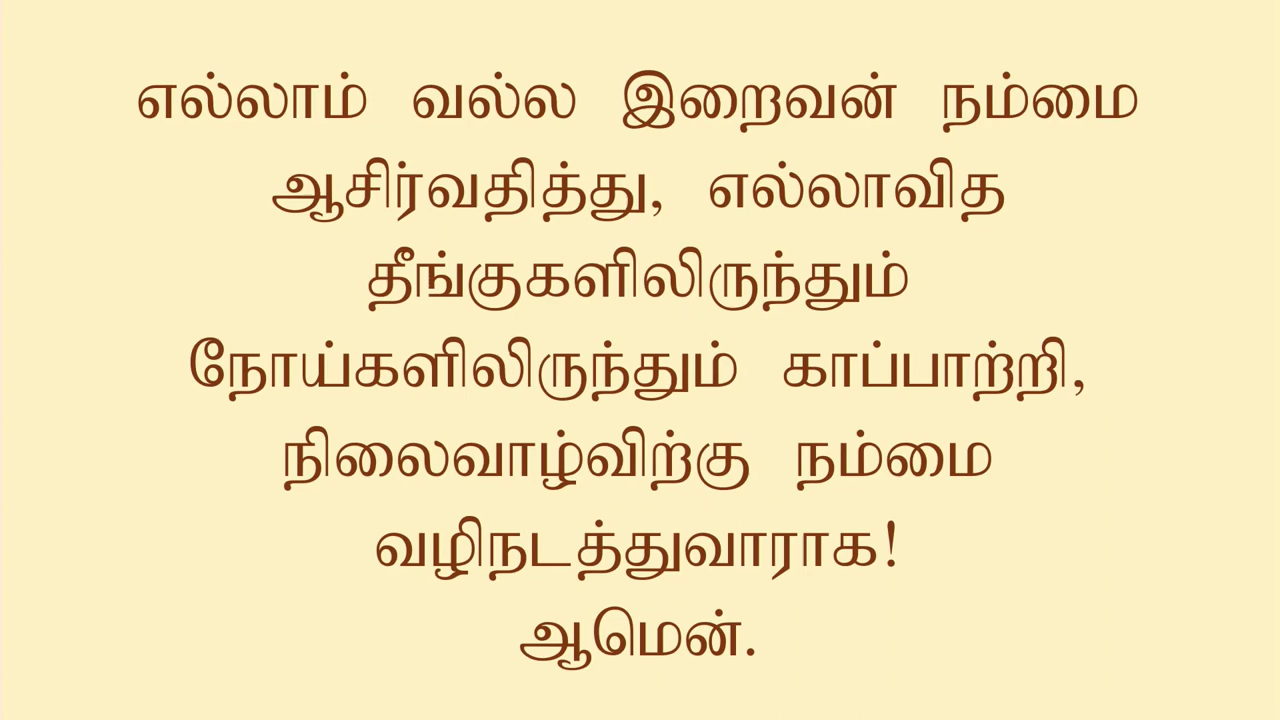 எல்லாம் வல்ல இறைவன் நம்மை
ஆசிர்வதித்து, எல்லாவித
தீங்குகளிலிருந்தும்
நோய்களிலிருந்தும் காப்பாற்றி,
நிலைவாழ்விற்கு நம்மை
வழிநடத்துவாராக!
ஆமென்.